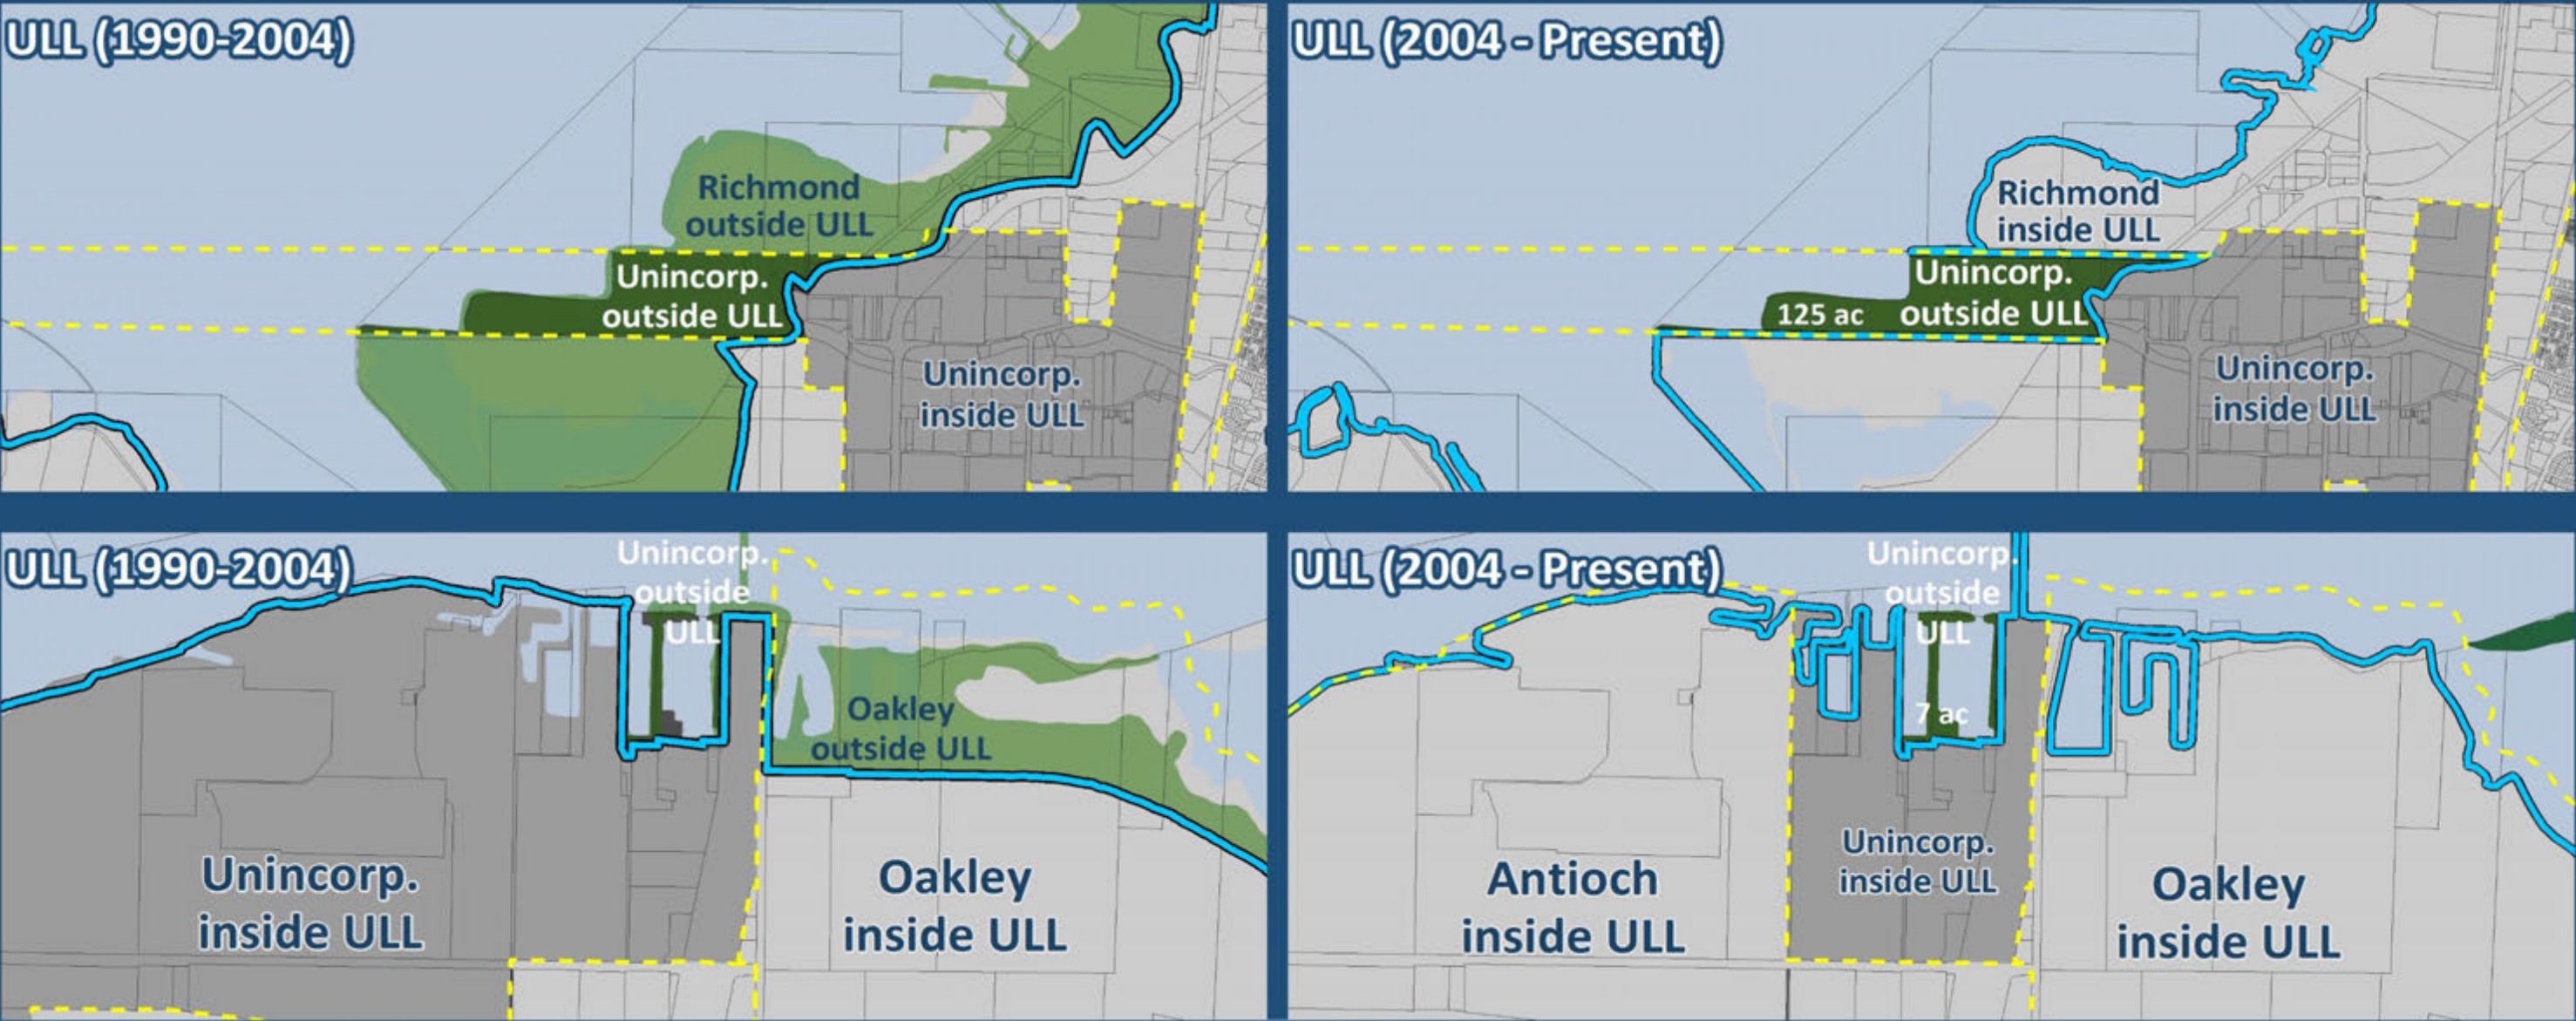 ULL (1990-2004)
Richmond
outside ULL
Unincorp.
outside ULL
Unincorp.
inside ULL
ULL (2004 - Present)
Richmond
inside ULL
Unincorp.
125 ac outside ULL
Unincorp.
inside ULL
ULL (1990-2004)
Unincorp.
outside
ULL
Oakley
outside ULL
Unincorp.
inside ULL
Oakley
inside ULL
ULL (2004 - Present)
Unincorp.
outside
ULL
7 ac
Unincorp.
inside ULL
Antioch
inside ULL
Oakley
inside ULL